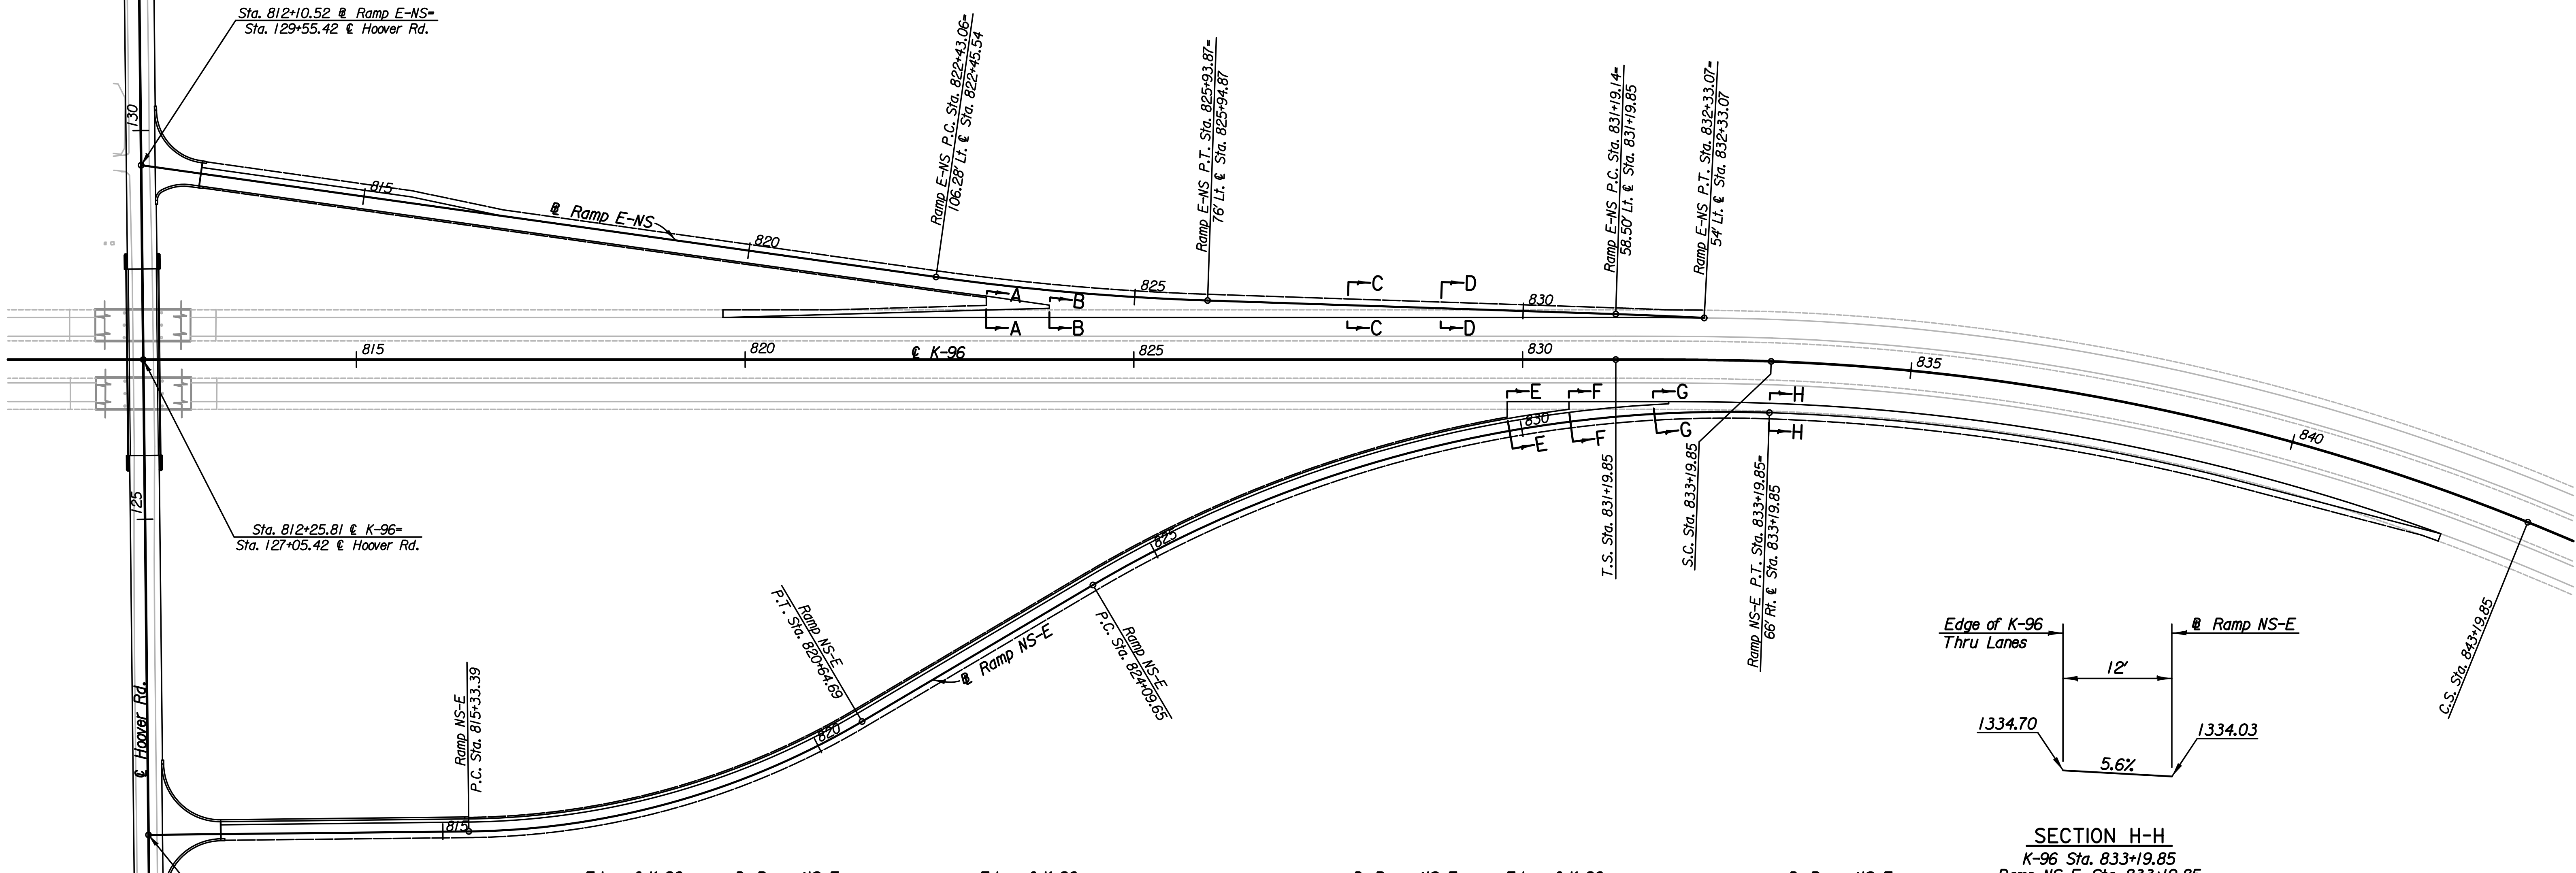 Sta. 812+10.52 ℄ Ramp E-NS=
Sta. 129+55.42 ℄ Hoover Rd.
Ramp E-NS P.C. Sta. 822+43.06=
106.28' Lt. ℄ Sta. 822+45.54
Ramp E-NS P.T. Sta. 825+93.87=
76' Lt. ℄ Sta. 825+94.87
Ramp E-NS P.C. Sta. 831+19.14=
58.50' Lt. ℄ Sta. 831+19.85
Ramp E-NS P.T. Sta. 832+33.07=
54' Lt. ℄ Sta. 832+33.07
130
815
℄ Ramp E-NS
820
825
830
A
B
C
D
A
B
C
D
815
820
℄ K-96
825
830
835
840
E
F
G
H
830
E
F
G
H
125
Sta. 812+25.81 ℄ K-96=
Sta. 127+05.42 ℄ Hoover Rd.
825
T.S. Sta. 831+19.85
S.C. Sta. 833+19.85
Ramp NS-E P.T. Sta. 833+19.85=
66' Rt. ℄ Sta. 833+19.85
C.S. Sta. 843+19.85
Ramp NS-E
P.T. Sta. 820+64.69
Ramp NS-E
P.C. Sta. 824+09.65
℄ Ramp NS-E
820
Ramp NS-E
P.C. Sta. 815+33.39
815
℄ Hoover Rd.
Edge of K-96
Thru Lanes
℄ Ramp NS-E
12'
1334.70
1334.03
5.6%
SECTION H-H
K-96 Sta. 833+19.85
Ramp NS-E Sta. 833+19.85